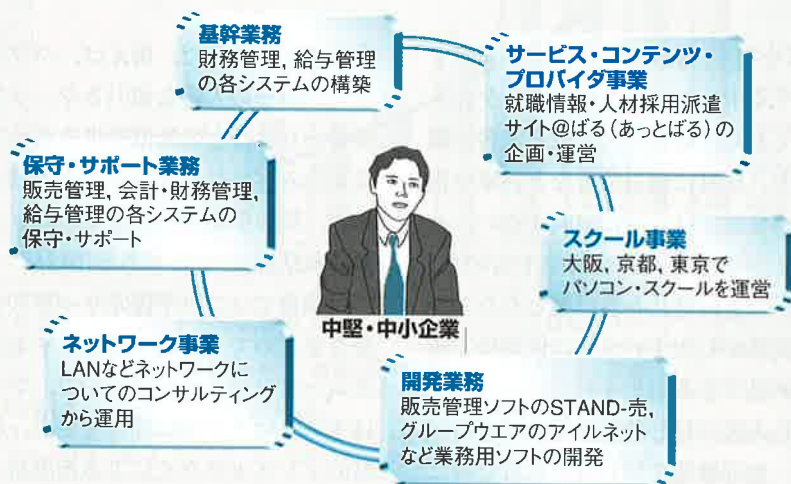 基幹業務
財務管理, 給与管理
の各システムの構築
サービス・コンテンツ・
プロバイダ事業
就職情報・人材採用派遣
サイト@ばる(あっとばる)の
企画・運営
保守・サポート業務
販売管理, 会計・財務管理,
給与管理の各システムの
保守・サポート
スクール事業
大阪, 京都, 東京で
パソコン・スクールを運営
中堅・中小企業
ネットワーク事業
LANなどネットワークに
ついてのコンサルティング
から運用
開発業務
販売管理ソフトのSTAND-売,
グループウエアのアイルネット
など業務用ソフトの開発